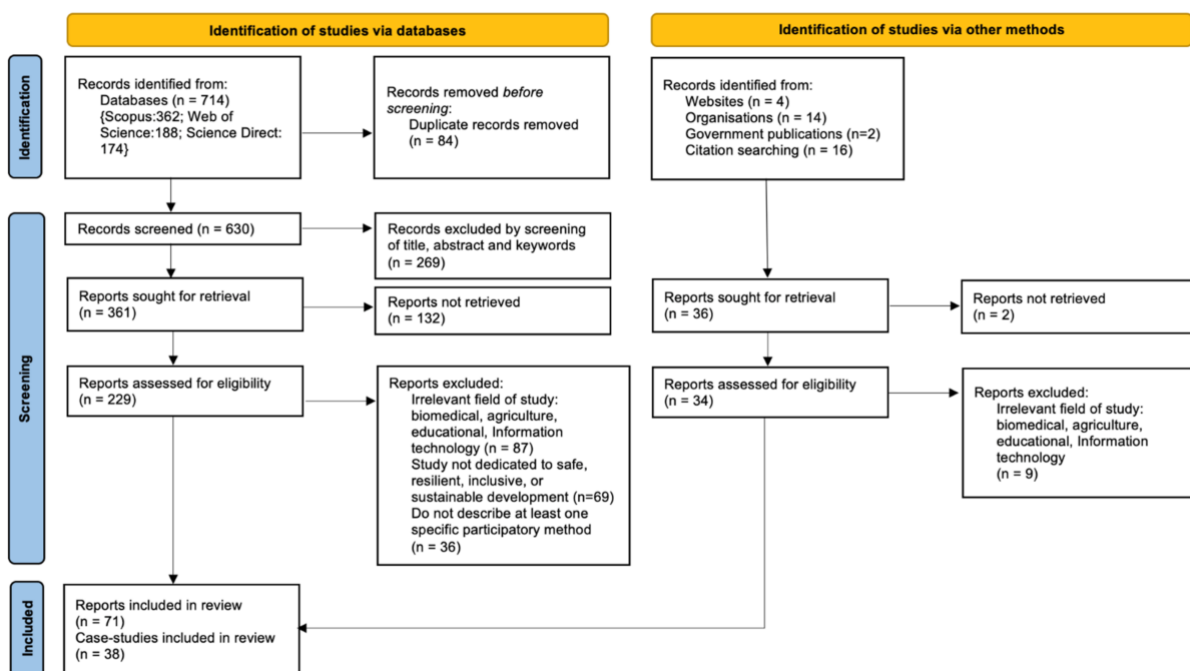 Identification of studies via databases
Identification of studies via other methods
Identification
Records identified from:
Databases (n = 714)
{Scopus:362; Web of
Science:188; Science Direct:
174}
Records removed before
screening:
Duplicate records removed
(n = 84)
Records identified from:
Websites (n = 4)
Organisations (n = 14)
Government publications (n=2)
Citation searching (n = 16)
Screening
Records screened (n = 630)
Records excluded by screening
of title, abstract and keywords
(n = 269)
Reports sought for retrieval
(n = 361)
Reports not retrieved
(n = 132)
Reports sought for retrieval
(n = 36)
Reports not retrieved
(n = 2)
Reports assessed for eligibility
(n = 229)
Reports excluded:
Irrelevant field of study:
biomedical, agriculture,
educational, Information
technology (n = 87)
Study not dedicated to safe,
resilient, inclusive, or
sustainable development (n=69)
Do not describe at least one
specific participatory method
(n = 36)
Reports assessed for eligibility
(n = 34)
Reports excluded:
Irrelevant field of study:
biomedical, agriculture,
educational, Information
technology
(n = 9)
Included
Reports included in review
(n = 71)
Case-studies included in review
(n = 38)